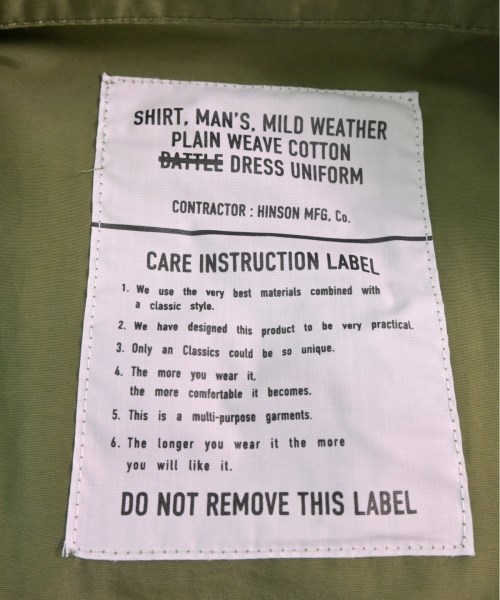 SHIRT, MAN'S, MILD WEATHER
PLAIN WEAVE COTTON
BATTLE DRESS UNIFORM
CONTRACTOR : HINSON MFG, Co.
CARE INSTRUCTION LABEL
1. We use the very best materials combined with
a classic style.
2. We have designed this product to be very practical.
3. Only an Classics could be so unique.
4. The more you wear it,
the more comfortable it becomes.
5. This is a multi-purpose garments.
6. The longer you wear it the more
you will like it.
DO NOT REMOVE THIS LABEL